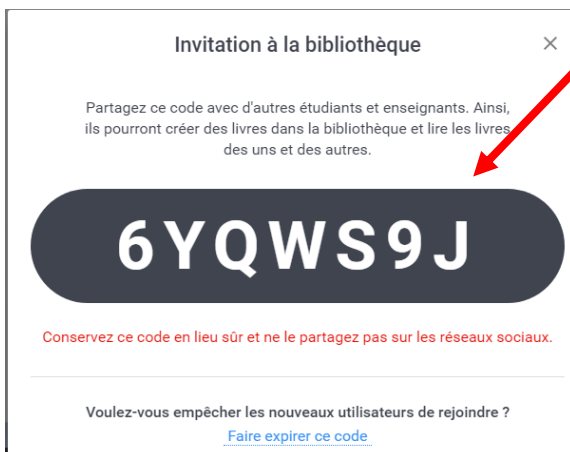 Invitation à la bibliothèque
Partagez ce code avec d'autres étudiants et enseignants. Ainsi,
ils pourront créer des livres dans la bibliothèque et lire les livres
des uns et des autres.
6YQWS9J
Conservez ce code en lieu sûr et ne le partagez pas sur les réseaux sociaux.
Voulez-vous empêcher les nouveaux utilisateurs de rejoindre ?
Faire expirer ce code